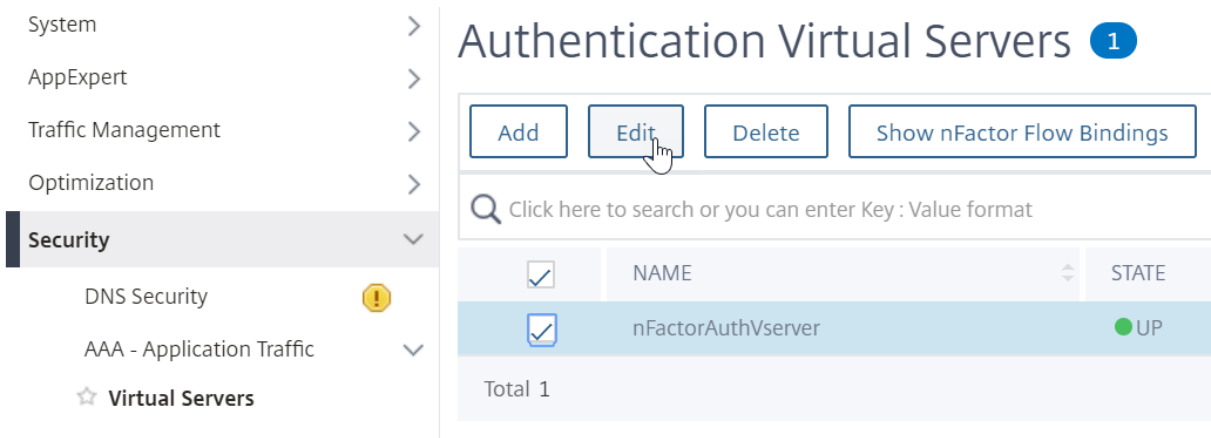 System
AppExpert
Traffic Management
Optimization
Security
DNS Security
AAA - Application Traffic
Virtual Servers
Authentication Virtual Servers 1
Add Edit Delete Show nFactor Flow Bindings
Click here to search or you can enter Key : Value format
NAME STATE
nFactorAuthVserver UP
Total 1